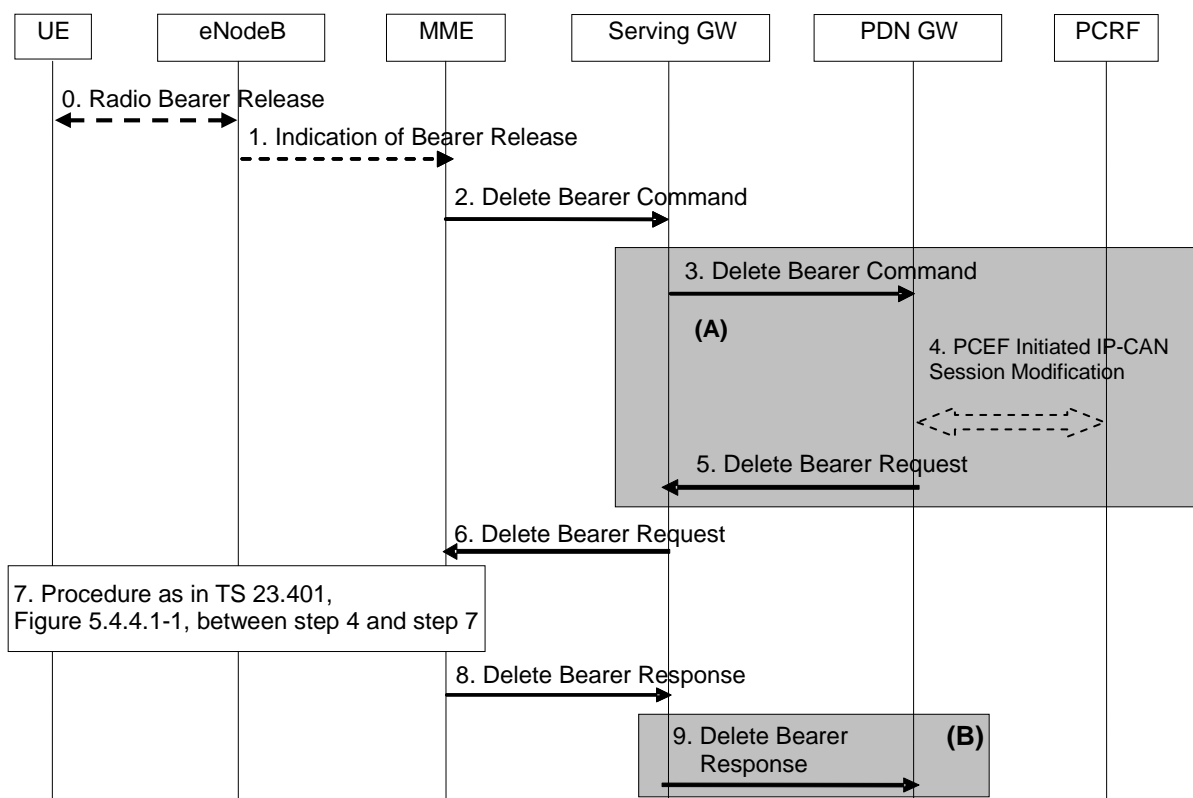 UE
eNodeB
MME
Serving GW
PDN GW
PCRF
0. Radio Bearer Release
1. Indication of Bearer Release
2. Delete Bearer Command
3. Delete Bearer Command
(A)
4. PCEF Initiated IP-CAN
Session Modification
5. Delete Bearer Request
6. Delete Bearer Request
7. Procedure as in TS 23.401,
Figure 5.4.4.1-1, between step 4 and step 7
8. Delete Bearer Response
9. Delete Bearer
Response
(B)